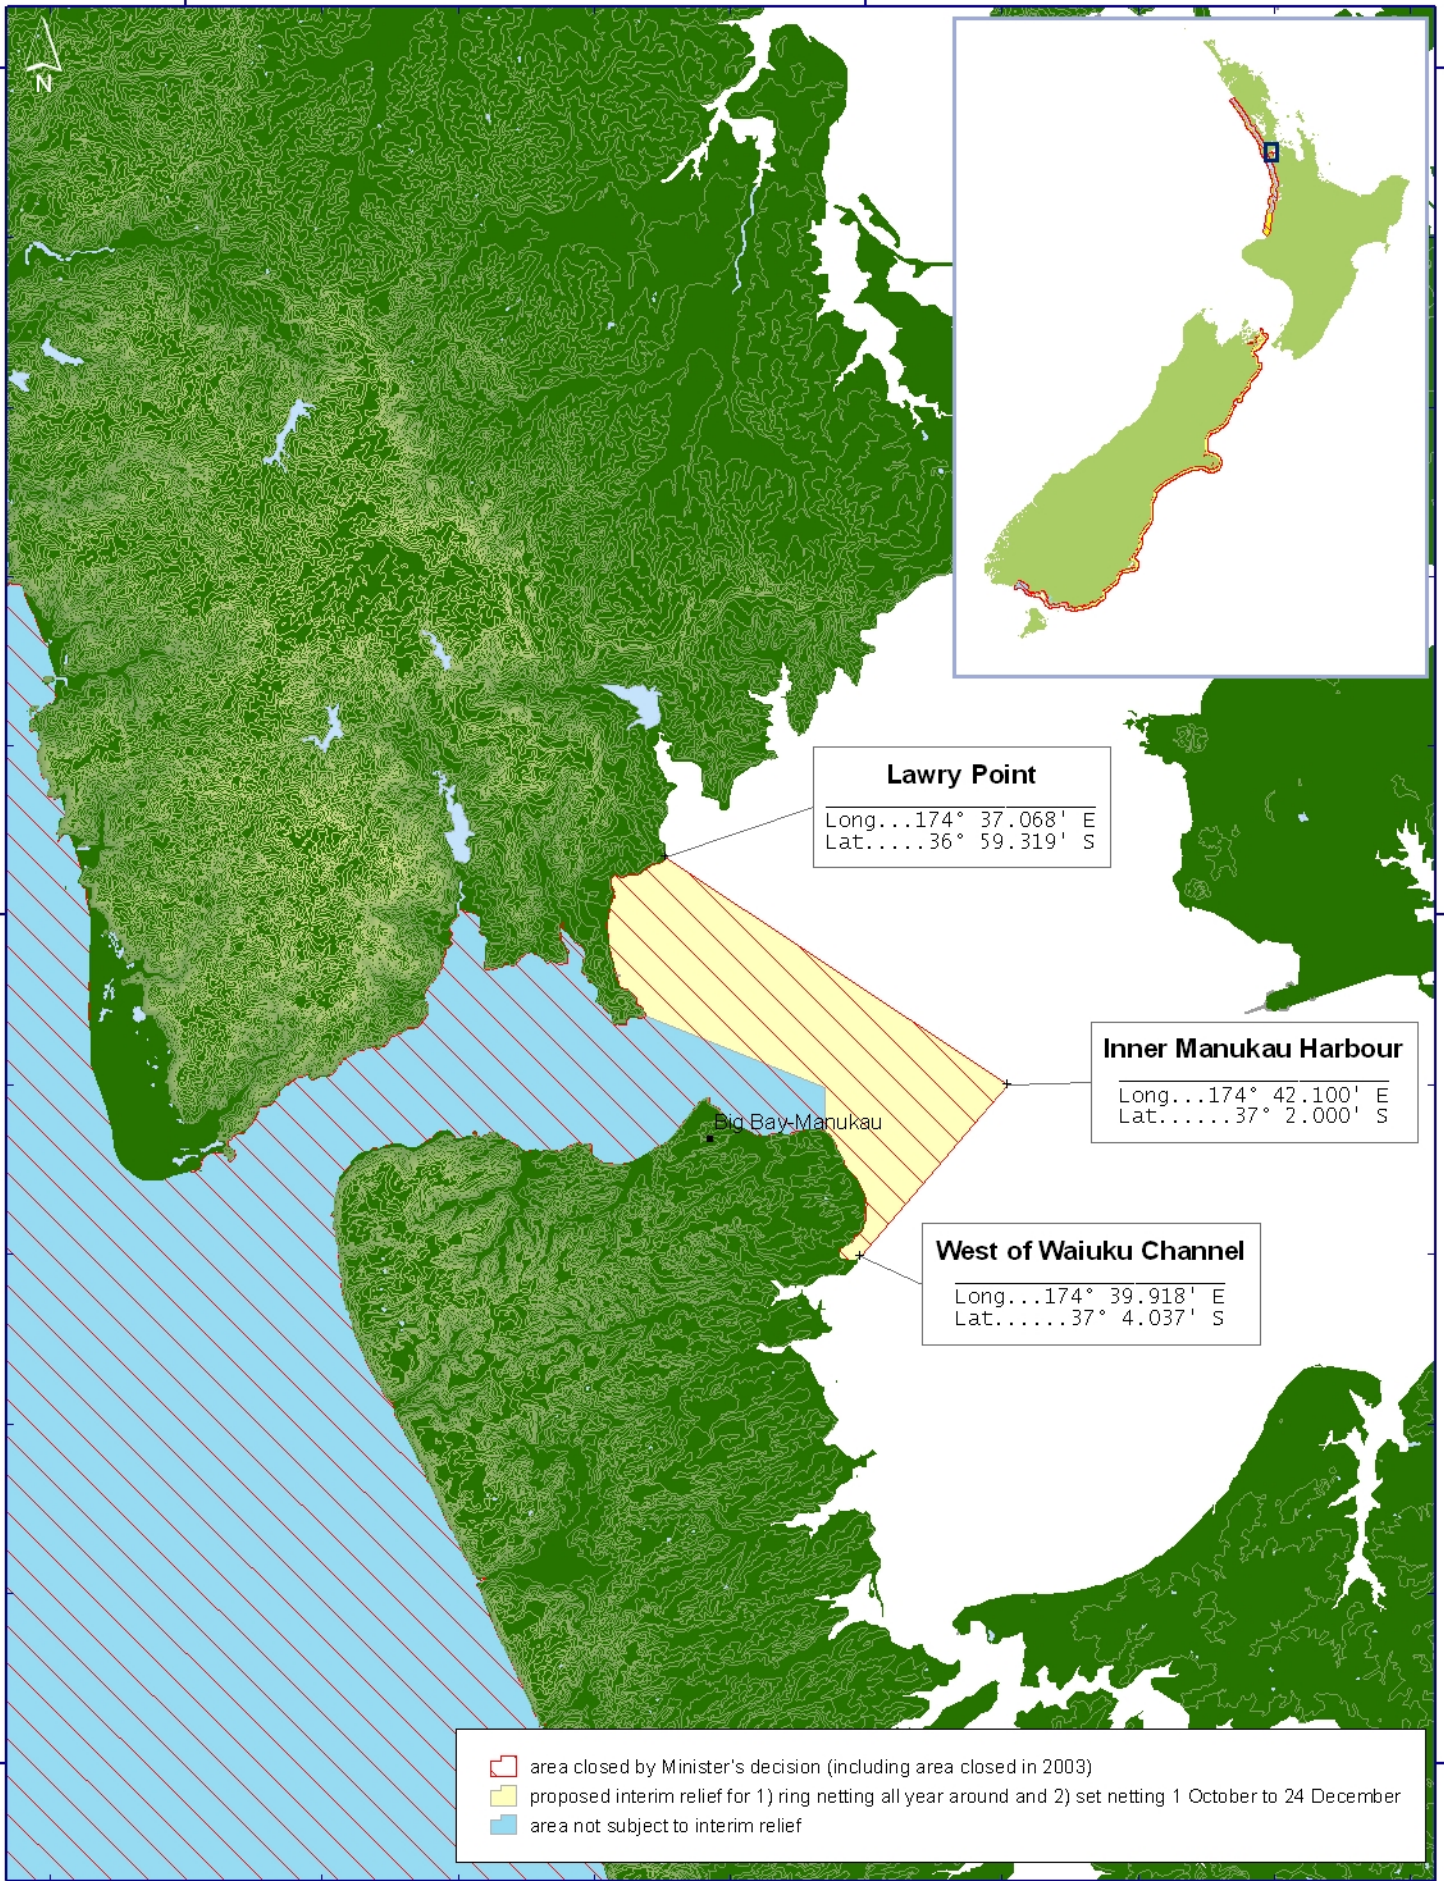 N
Lawry Point
Long...174° 37.068' E
Lat.....36° 59.319' S
Inner Manukau Harbour
Long...174° 42.100' E
Lat......37° 2.000' S
Big Bay-Manukau
West of Waiuku Channel
Long...174° 39.918' E
Lat......37° 4.037' S
area closed by Minister's decision (including area closed in 2003)
proposed interim relief for 1) ring netting all year around and 2) set netting 1 October to 24 December
area not subject to interim relief